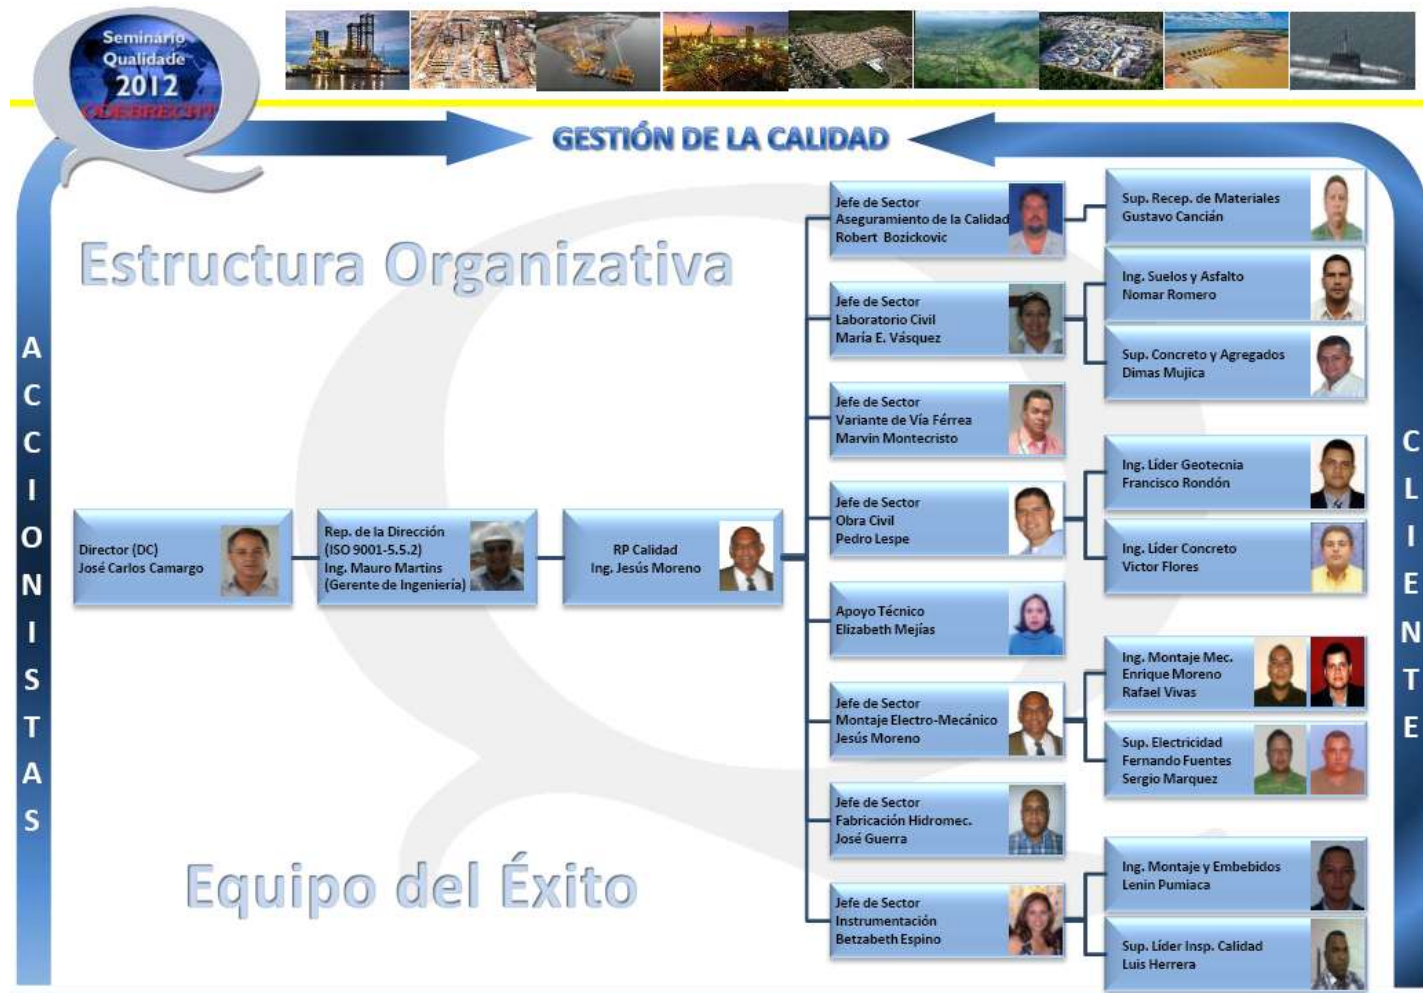 Seminário
Qualidade
2012
ODEBRECHT
GESTIÓN DE LA CALIDAD
Estructura Organizativa
ACCIONISTAS
Director (DC)
José Carlos Camargo
Rep. de la Dirección
(ISO 9001-5.5.2)
Ing. Mauro Martins
(Gerente de Ingeniería)
RP Calidad
Ing. Jesús Moreno
Jefe de Sector
Aseguramiento de la Calidad
Robert Bozickovic
Sup. Recep. de Materiales
Gustavo Cancián
Jefe de Sector
Laboratorio Civil
María E. Vásquez
Ing. Suelos y Asfalto
Nomar Romero
Sup. Concreto y Agregados
Dimas Mujica
Jefe de Sector
Variante de Vía Férrea
Marvin Montecristo
Jefe de Sector
Obra Civil
Pedro Lespe
Ing. Líder Geotecnia
Francisco Rondón
Ing. Líder Concreto
Victor Flores
Apoyo Técnico
Elizabeth Mejías
Jefe de Sector
Montaje Electro-Mecánico
Jesús Moreno
Ing. Montaje Mec.
Enrique Moreno
Rafael Vivas
Sup. Electricidad
Fernando Fuentes
Sergio Marquez
Jefe de Sector
Fabricación Hidromec.
José Guerra
Jefe de Sector
Instrumentación
Betzabeth Espino
Ing. Montaje y Embebidos
Lenin Pumiaca
Sup. Líder Insp. Calidad
Luis Herrera
Equipo del Éxito
CLIENTE